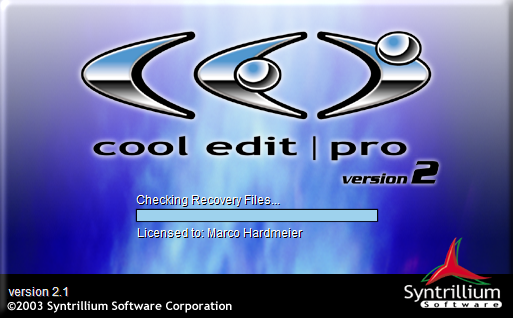 cool edit | pro
version 2
Checking Recovery Files...
Licensed to: Marco Hardmeier
version 2.1
©2003 Syntrillium Software Corporation
Syntrillium
Software